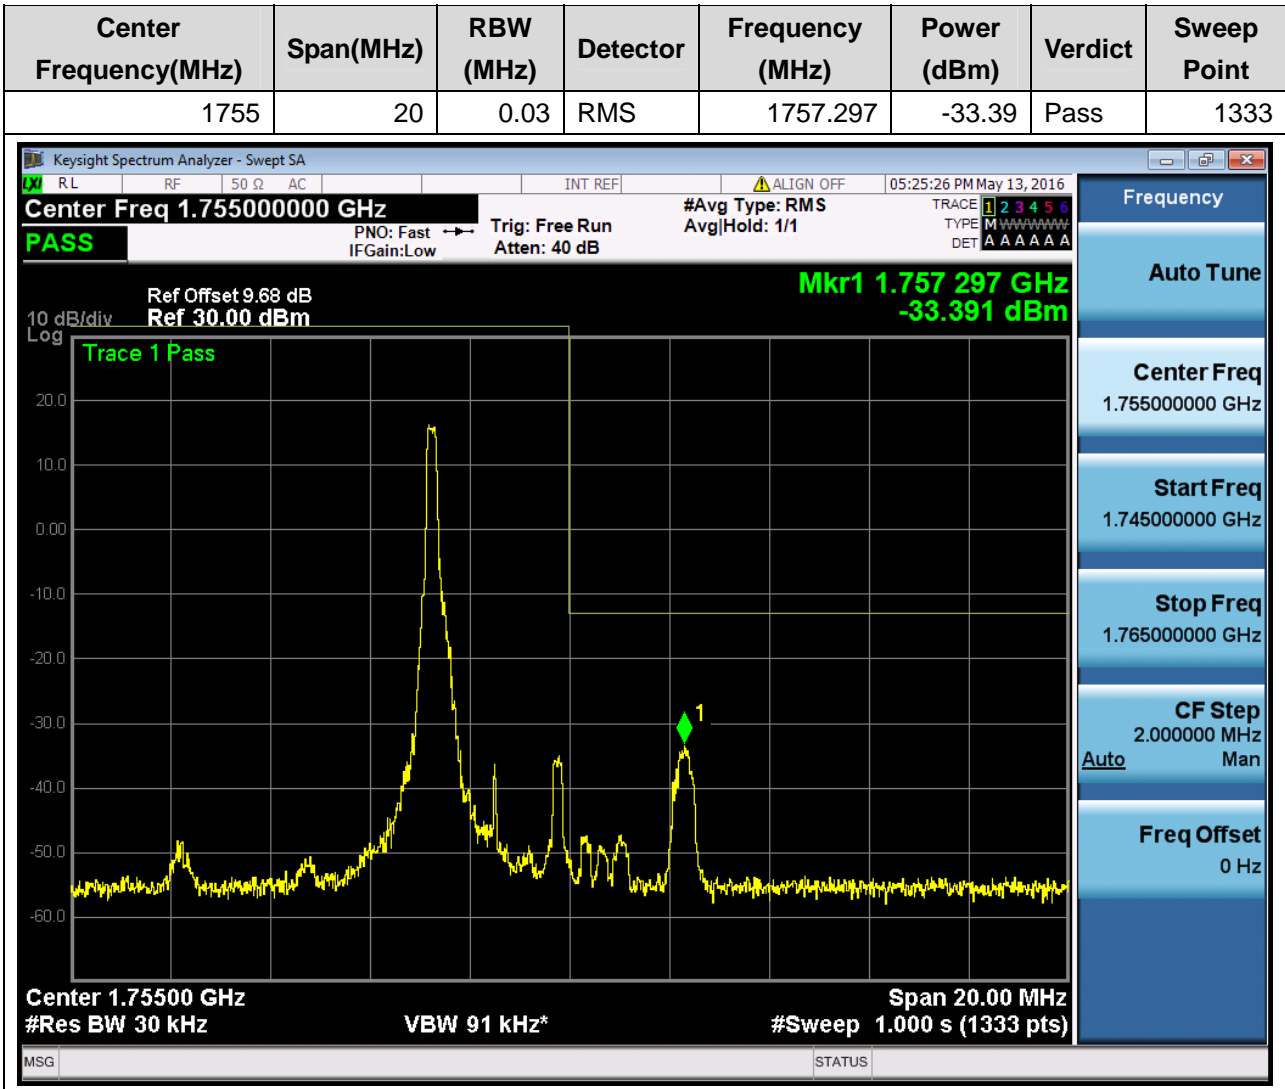 Center Frequency(MHz) Span(MHz) RBW (MHz) Detector Frequency (MHz) Power (dBm) Verdict Sweep Point
1755 20 0.03 RMS 1757.297 -33.39 Pass 1333
Keysight Spectrum Analyzer - Swept SA
LXI RL RF 50 Ω AC INT REF ALIGN OFF 05:25:26 PM May 13, 2016
Center Freq 1.755000000 GHz
PASS
PNO: Fast
IFGain:Low
Trig: Free Run
Atten: 40 dB
#Avg Type: RMS
Avg|Hold: 1/1
TRACE 1 2 3 4 5 6
TYPE M WWWWW
DET A A A A A A
Mkr1 1.757 297 GHz
-33.391 dBm
Ref Offset 9.68 dB
10 dB/div Ref 30.00 dBm
Log
Trace 1 Pass
20.0
10.0
0.00
-10.0
-20.0
-30.0
-40.0
-50.0
-60.0
1
Center 1.75500 GHz Span 20.00 MHz
#Res BW 30 kHz VBW 91 kHz* #Sweep 1.000 s (1333 pts)
MSG STATUS
Frequency
Auto Tune
Center Freq
1.755000000 GHz
Start Freq
1.745000000 GHz
Stop Freq
1.765000000 GHz
CF Step
2.000000 MHz
Auto Man
Freq Offset
0 Hz